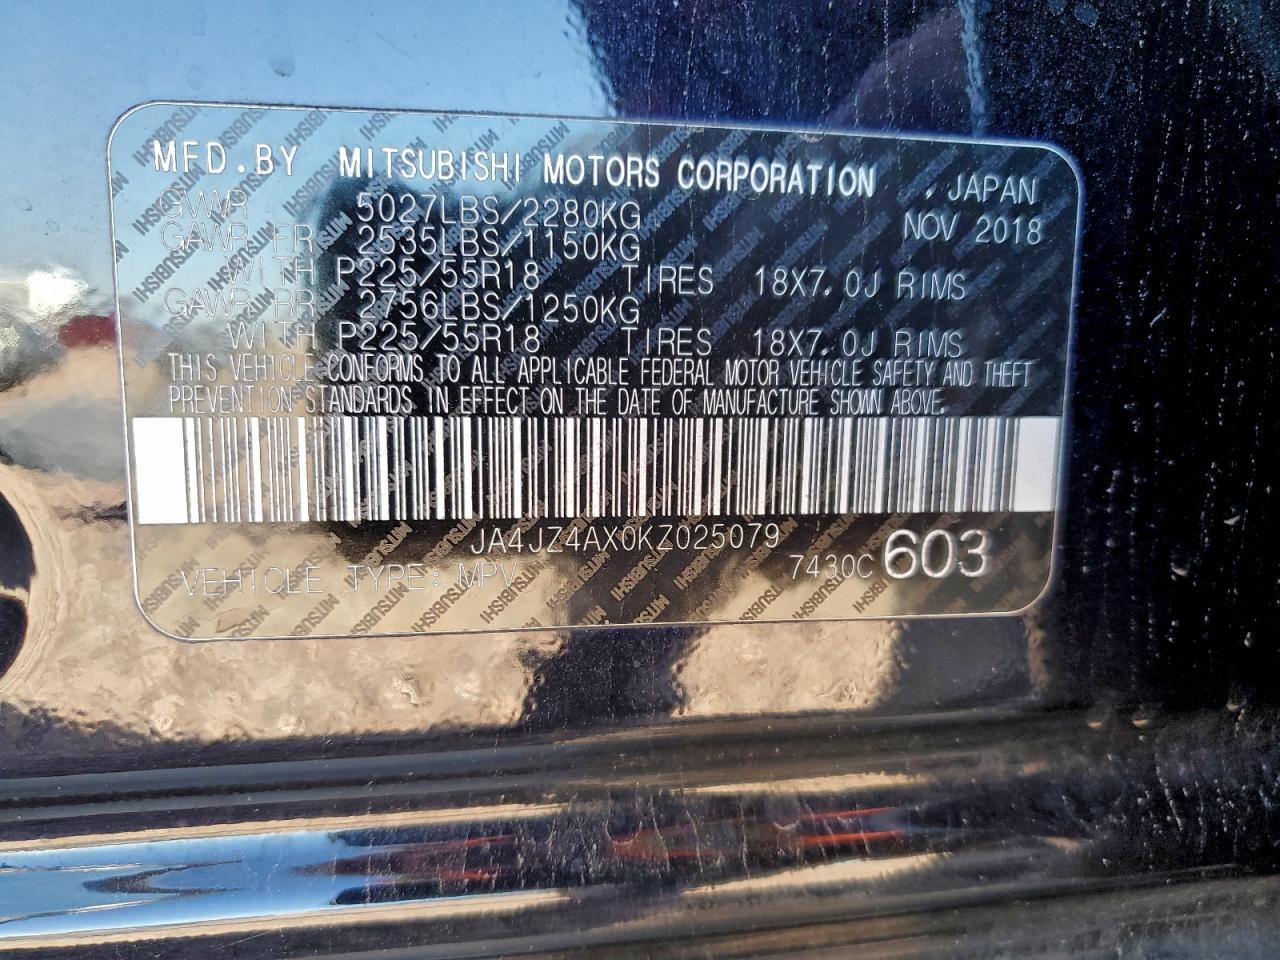 MFD.BY MITSUBISHI MOTORS CORPORATION , JAPAN
GVWR 5027LBS/2280KG NOV 2018
GAWR FR 2535LBS/1150KG
WITH P225/55R18 TIRES 18X7.0J RIMS
GAWR RR 2756LBS/1250KG
WITH P225/55R18 TIRES 18X7.0J RIMS
THIS VEHICLE CONFORMS TO ALL APPLICABLE FEDERAL MOTOR VEHICLE SAFETY AND THEFT
PREVENTION STANDARDS IN EFFECT ON THE DATE OF MANUFACTURE SHOWN ABOVE.
JA4JZ4AX0KZ025079
VEHICLE TYPE: MPV 7430C 603